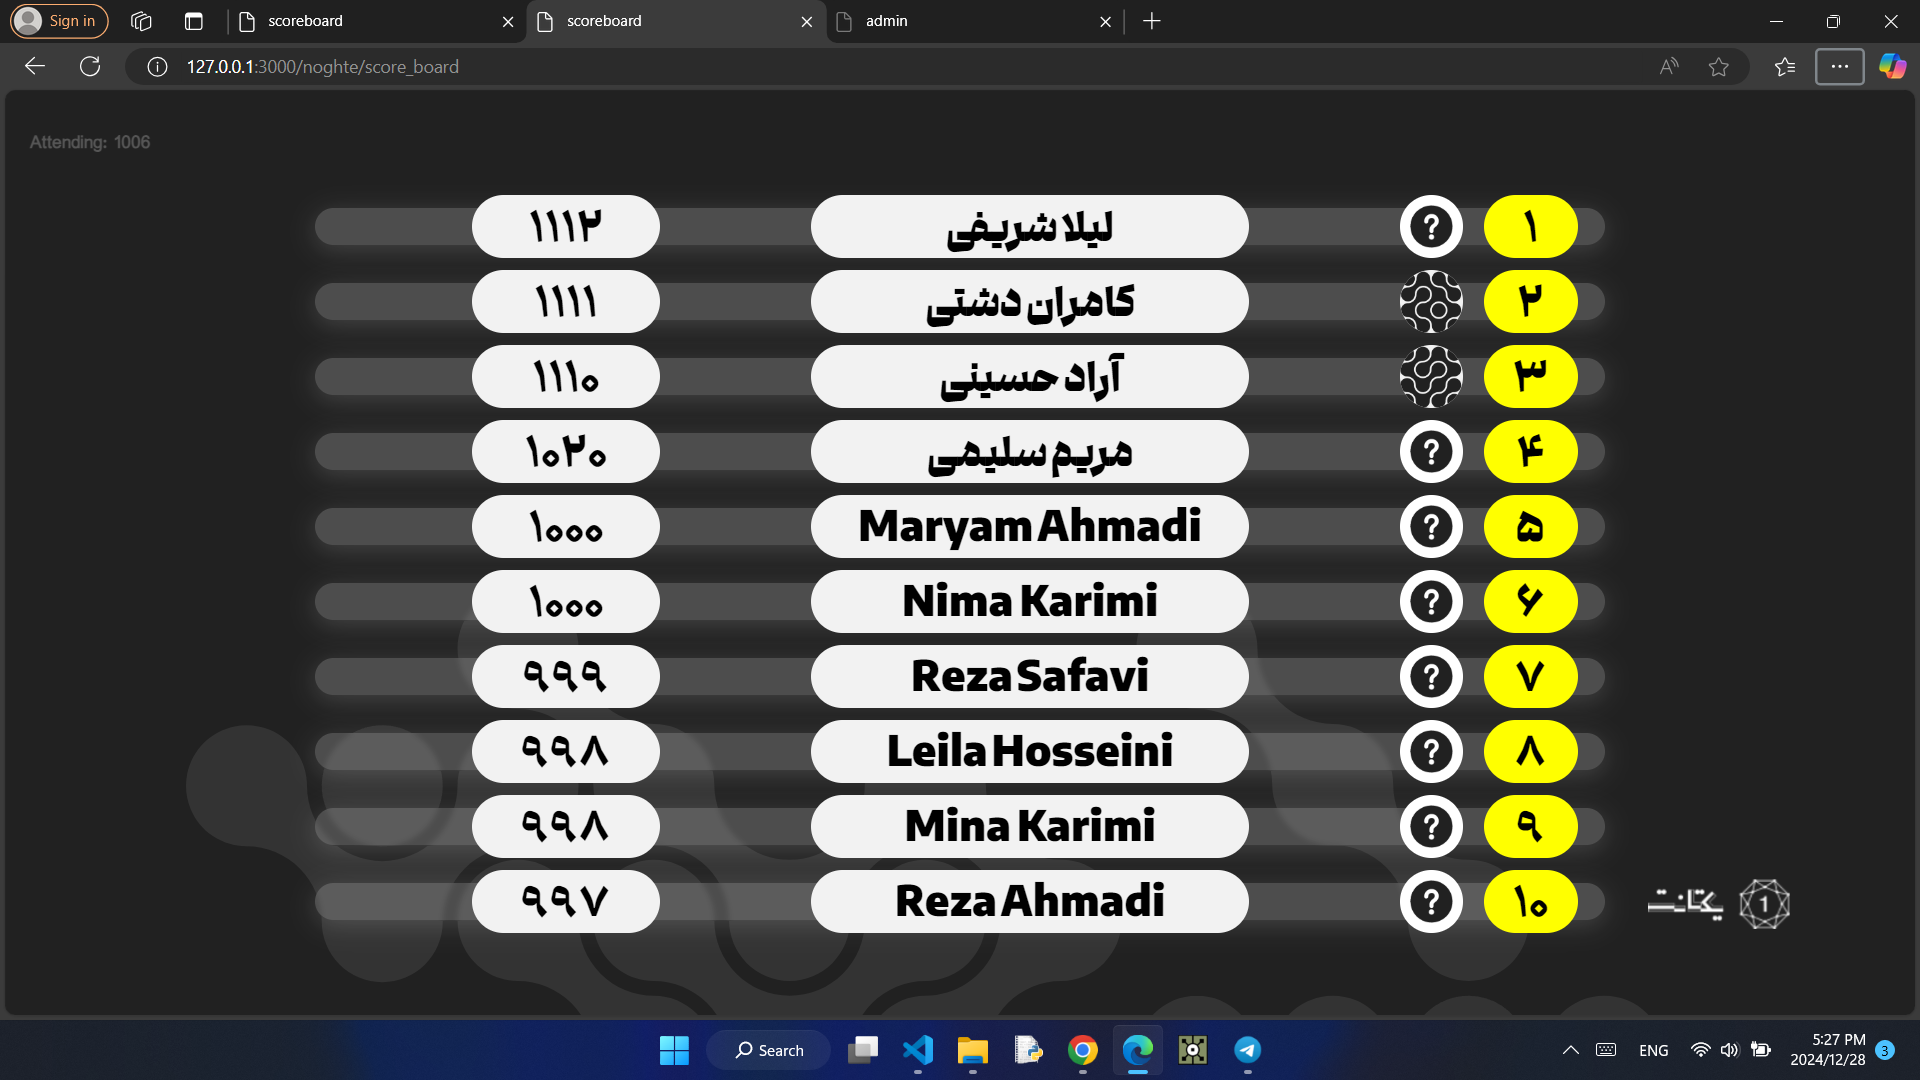 Sign in
scoreboard
scoreboard
admin
127.0.0.1:3000/noghte/score_board
Attending: 1006
۱ ? لیلا شریفی ۱۱۱۲
۲ کامران دشتی ۱۱۱۱
۳ آراد حسینی ۱۱۱۰
۴ ? مریم سلیمی ۱۰۲۰
۵ ? Maryam Ahmadi ۱۰۰۰
۶ ? Nima Karimi ۱۰۰۰
۷ ? Reza Safavi ۹۹۹
۸ ? Leila Hosseini ۹۹۸
۹ ? Mina Karimi ۹۹۸
۱۰ ? Reza Ahmadi ۹۹۷
یکتانت 1
Search
ENG
5:27 PM
2024/12/28
3